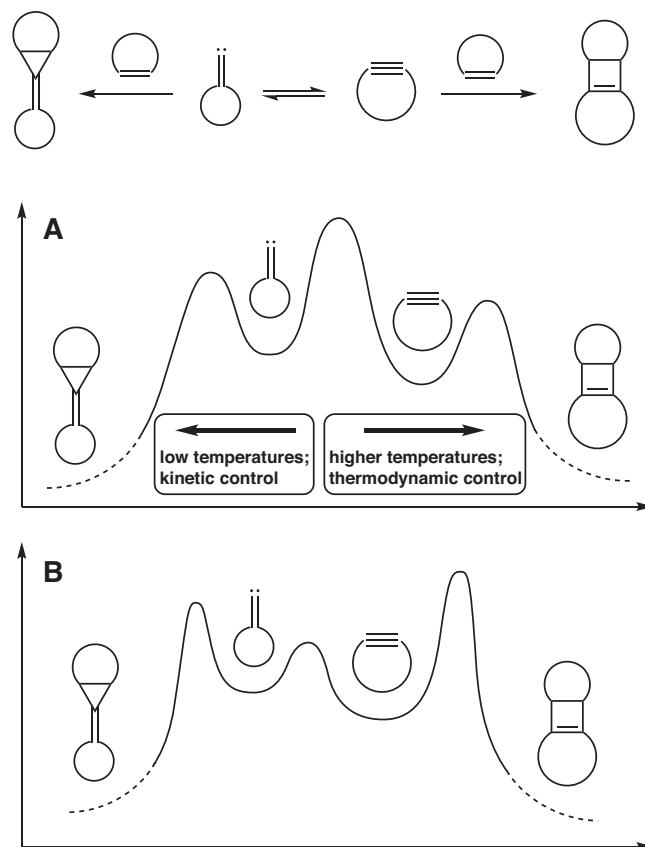 A
low temperatures;
kinetic control
higher temperatures;
thermodynamic control
B